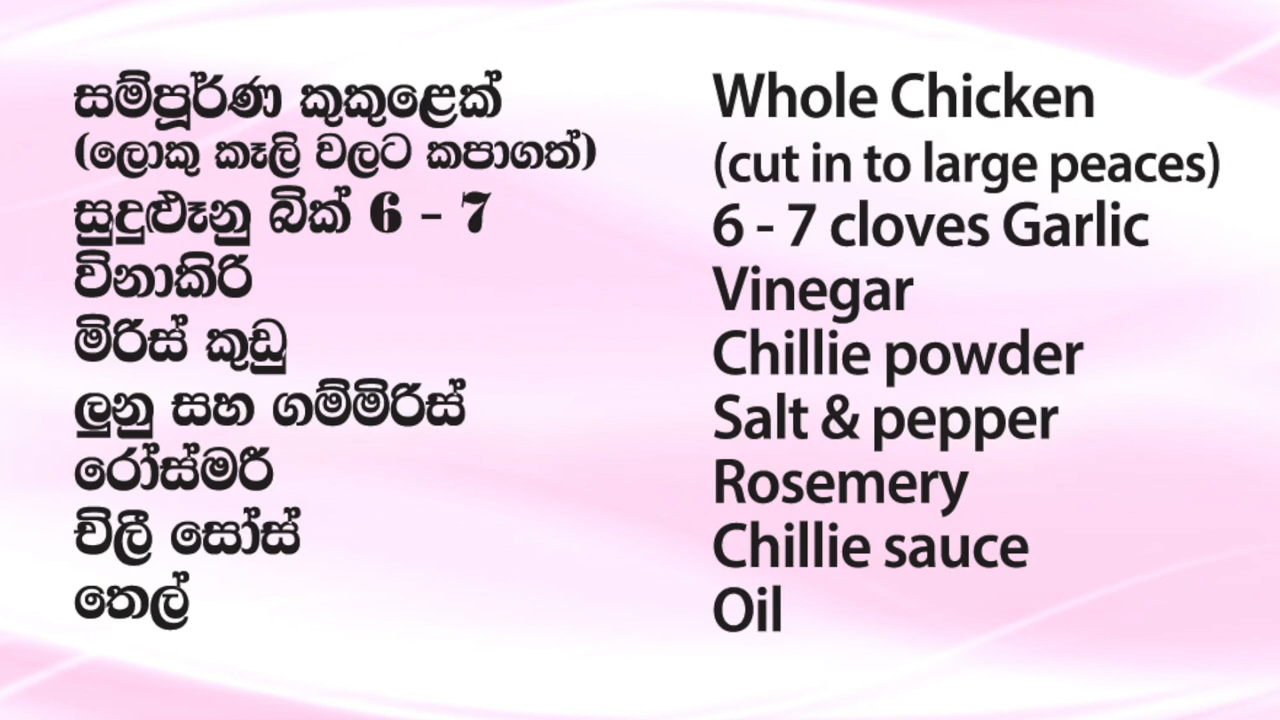 සම්පූර්ණ කුකුළෙක්
(ලොකු කෑලි වලට කපාගත්)
සුදුළූනු බික් 6 - 7
විනාකිරි
මිරිස් කුඩු
ලුනු සහ ගම්මිරිස්
රෝස්මරී
චිලී සෝස්
තෙල්
Whole Chicken
(cut in to large peaces)
6 - 7 cloves Garlic
Vinegar
Chillie powder
Salt & pepper
Rosemery
Chillie sauce
Oil